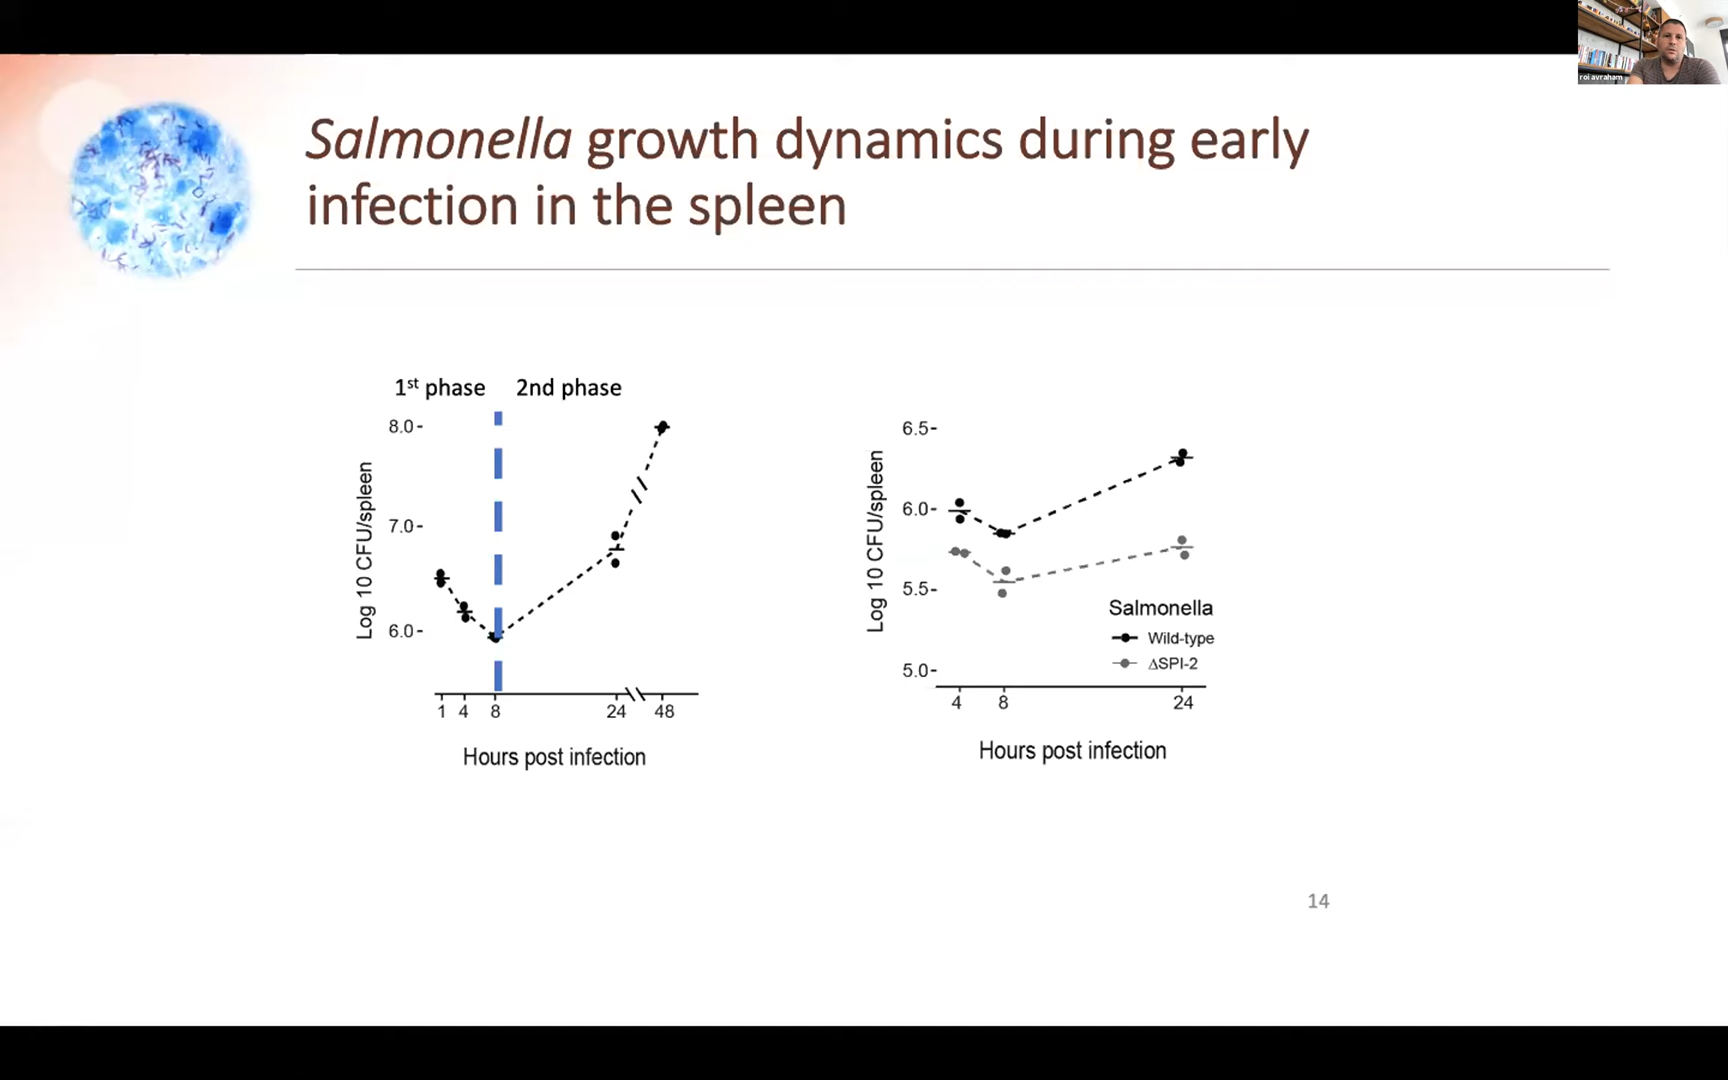 roi avraham
Salmonella growth dynamics during early
infection in the spleen
1st phase
2nd phase
8.0
7.0
6.0
Log 10 CFU/spleen
1 4 8 24 48
Hours post infection
6.5
6.0
5.5
5.0
Log 10 CFU/spleen
Salmonella
Wild-type
ΔSPI-2
4 8 24
Hours post infection
14